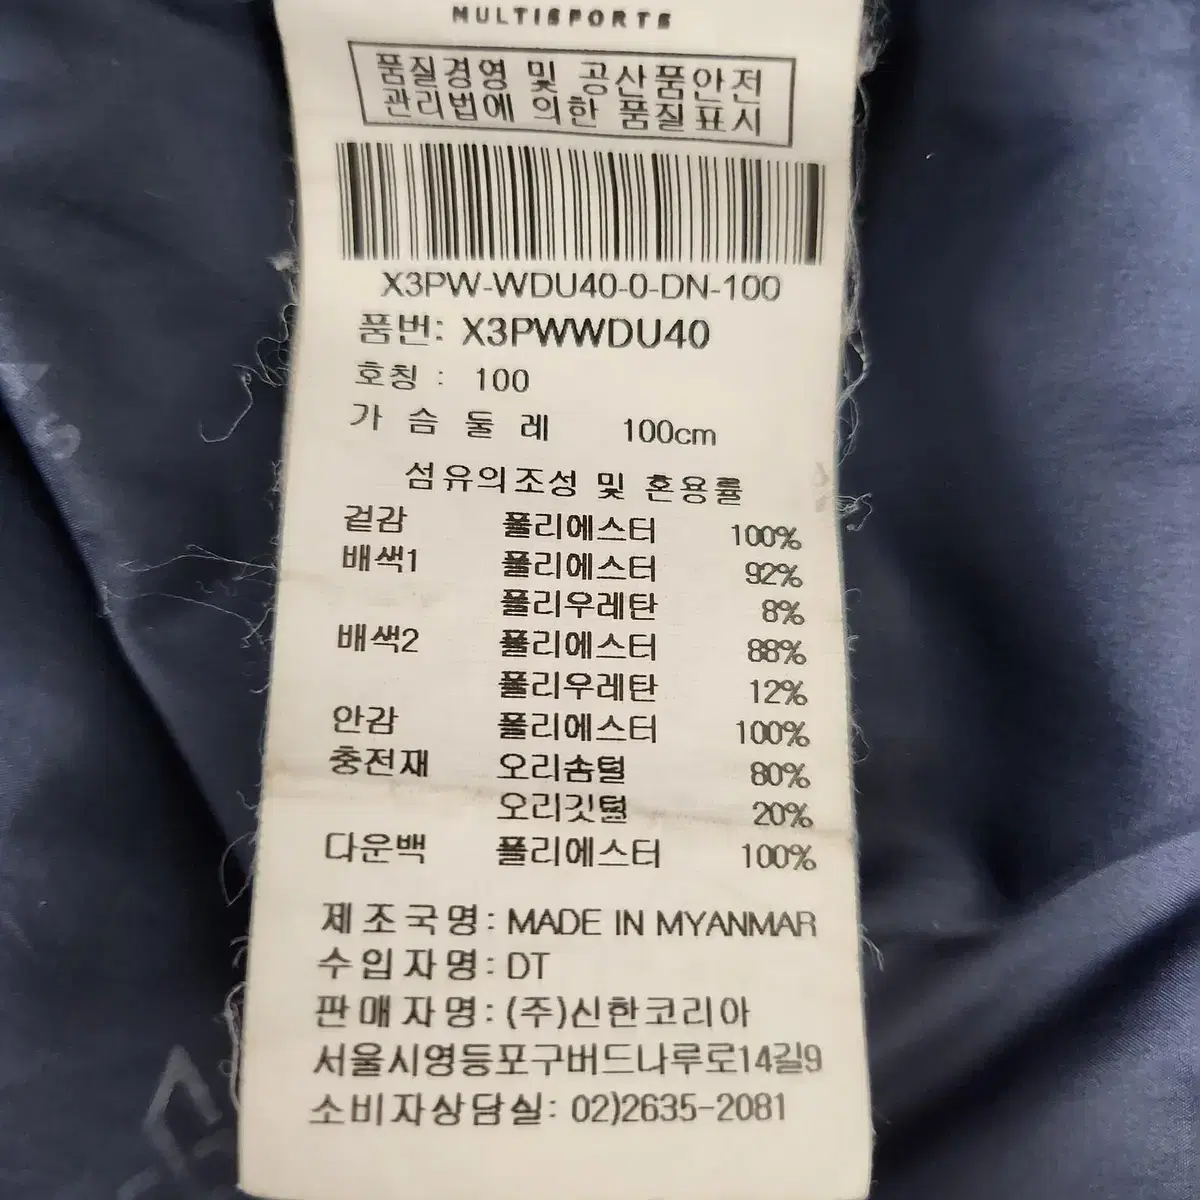 MULTISPORTS
품질경영 및 공산품안전
관리법에 의한 품질표시
X3PW-WDU40-0-DN-100
품번: X3PWWDU40
호칭 : 100
가 슴 둘 레 100cm
섬유의조성 및 혼용률
겉감 폴리에스터 100%
배색1 폴리에스터 92%
폴리우레탄 8%
배색2 폴리에스터 88%
폴리우레탄 12%
안감 폴리에스터 100%
충전재 오리솜털 80%
오리깃털 20%
다운백 폴리에스터 100%
제조국명: MADE IN MYANMAR
수입자명: DT
판매자명: (주)신한코리아
서울시영등포구버드나루로14길9
소비자상담실: 02)2635-2081